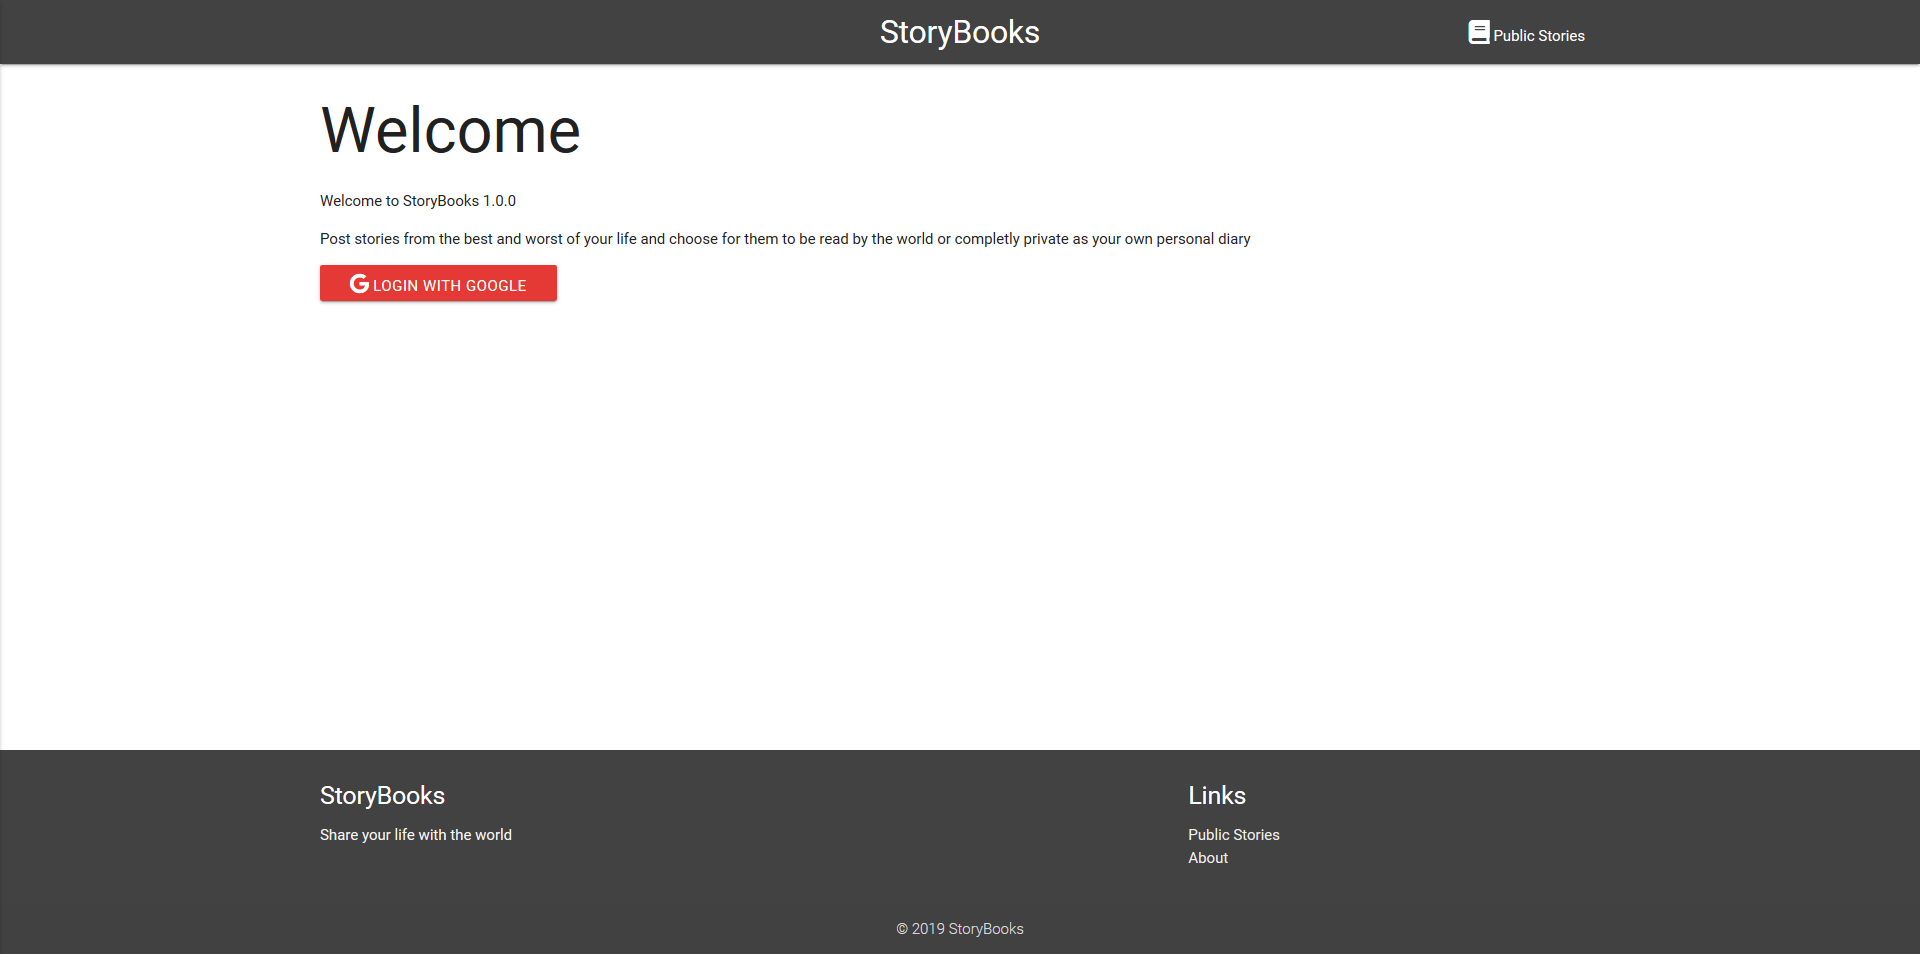 StoryBooks
Public Stories
Welcome
Welcome to StoryBooks 1.0.0
Post stories from the best and worst of your life and choose for them to be read by the world or completly private as your own personal diary
LOGIN WITH GOOGLE
StoryBooks
Share your life with the world
Links
Public Stories
About
© 2019 StoryBooks